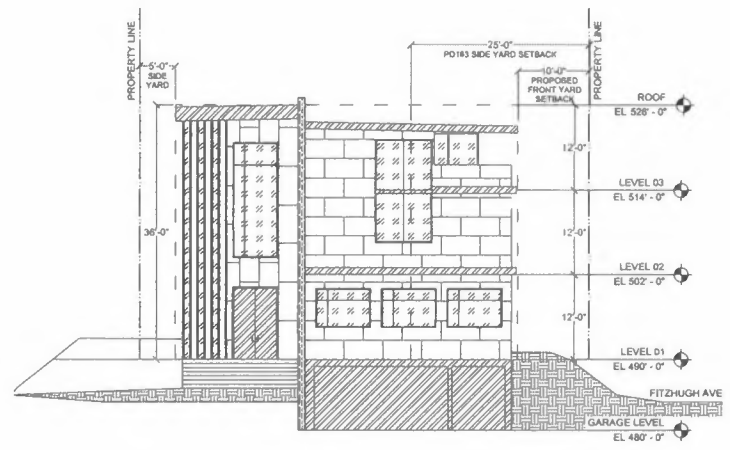 PROPERTY LINE
5'-0"
SIDE
YARD
25'-0"
PD193 SIDE YARD SETBACK
10'-0"
PROPOSED
FRONT YARD
SETBACK
PROPERTY LINE
ROOF
EL 526' - 0"
12'-0"
LEVEL 03
EL 514' - 0"
36'-0"
12'-0"
LEVEL 02
EL 502' - 0"
12'-0"
LEVEL 01
EL 490' - 0"
FITZHUGH AVE
GARAGE LEVEL
EL 480' - 0"